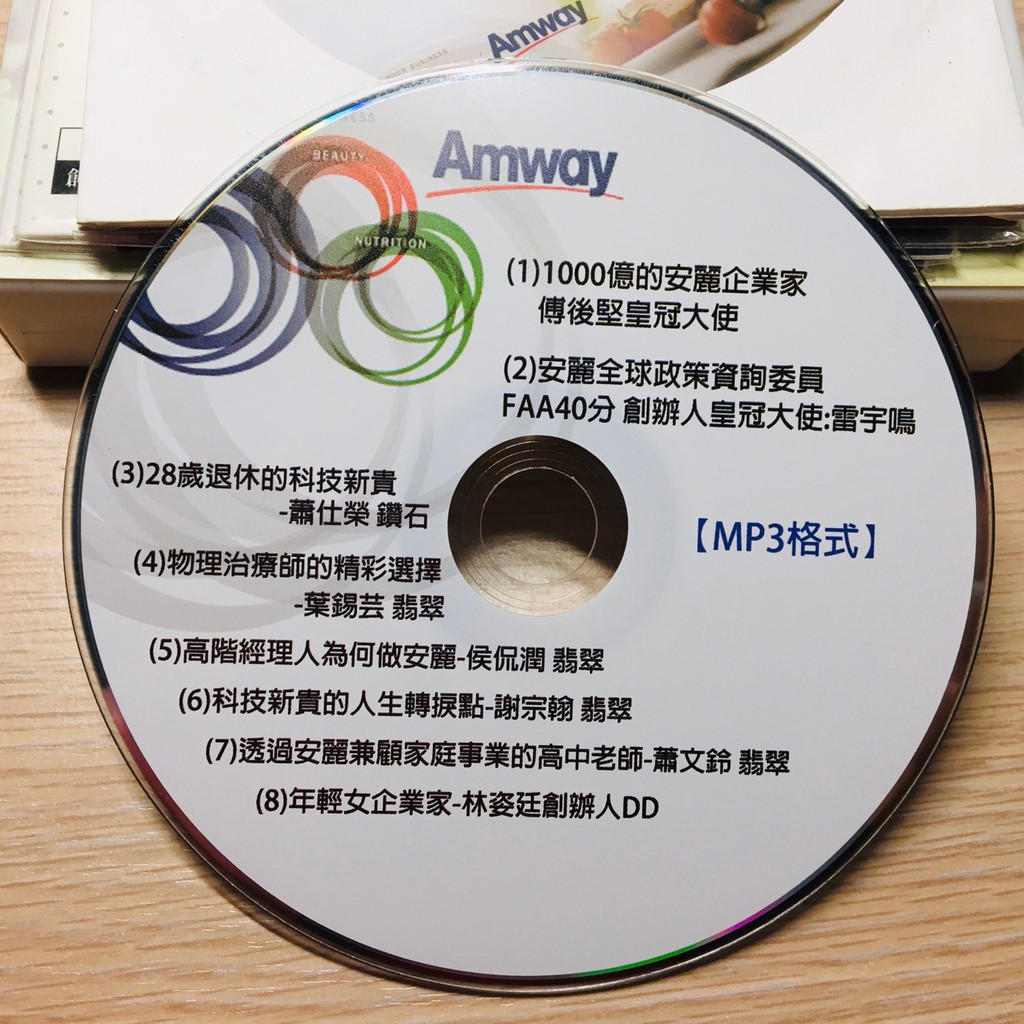 Amway
YOUR BUSINESS
創
BEAUTY
NUTRITION
Amway
(1)1000億的安麗企業家
傅後堅皇冠大使
(2)安麗全球政策資詢委員
FAA40分 創辦人皇冠大使:雷宇鳴
(3)28歲退休的科技新貴
-蕭仕榮 鑽石
【MP3格式】
(4)物理治療師的精彩選擇
-葉錫芸 翡翠
(5)高階經理人為何做安麗-侯侃潤 翡翠
(6)科技新貴的人生轉捩點-謝宗翰 翡翠
(7)透過安麗兼顧家庭事業的高中老師-蕭文鈴 翡翠
(8)年輕女企業家-林姿廷創辦人DD